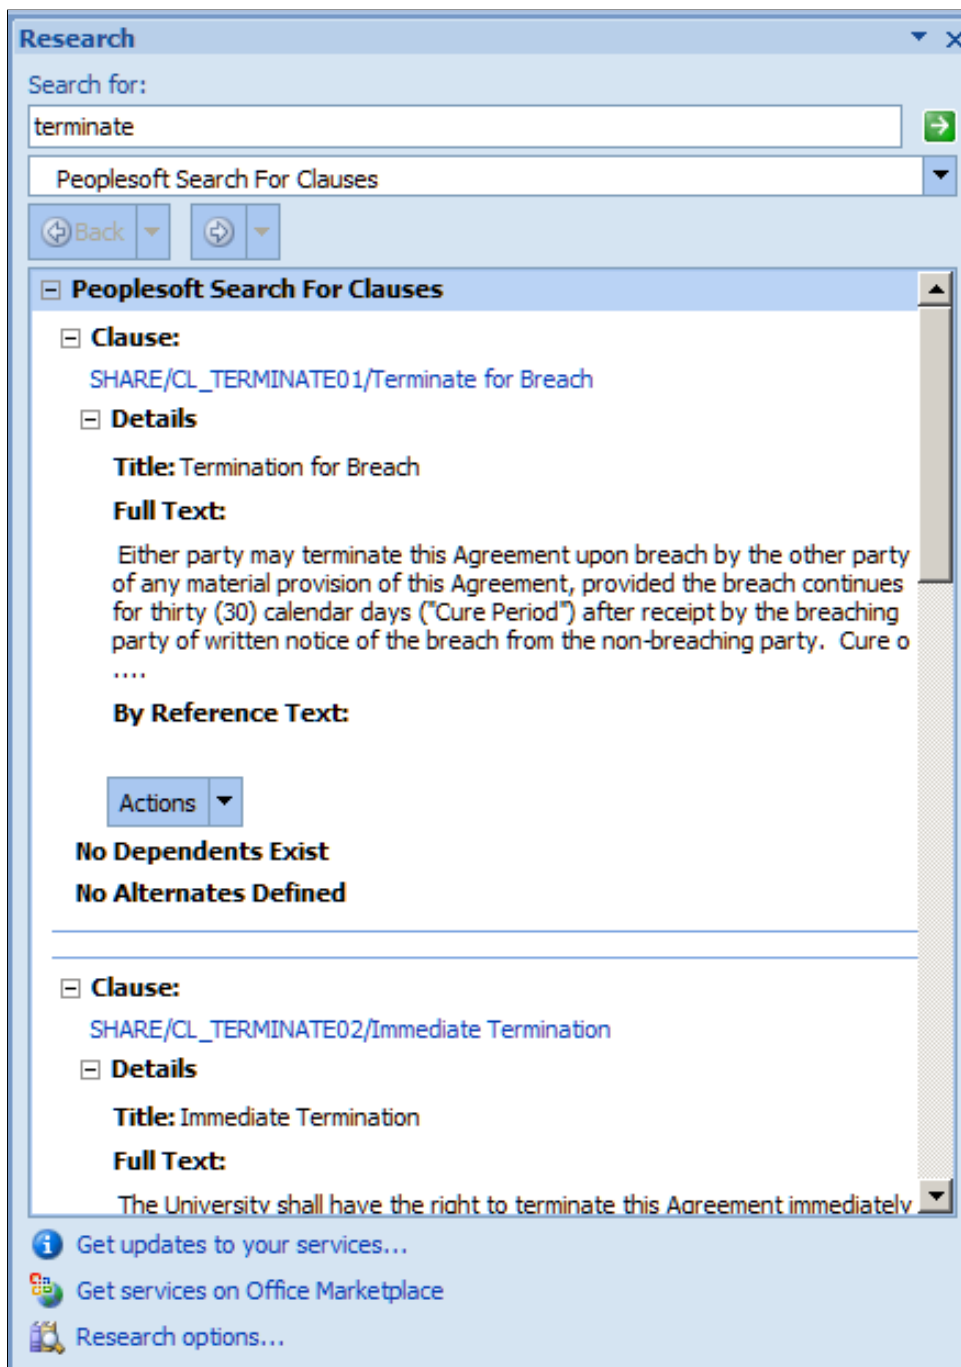 Research
Search for:
terminate
Peoplesoft Search For Clauses
Back
Peoplesoft Search For Clauses
Clause:
SHARE/CL_TERMINATE01/Terminate for Breach
Details
Title: Termination for Breach
Full Text:
Either party may terminate this Agreement upon breach by the other party
of any material provision of this Agreement, provided the breach continues
for thirty (30) calendar days ("Cure Period") after receipt by the breaching
party of written notice of the breach from the non-breaching party.  Cure o
....
By Reference Text:
Actions
No Dependents Exist
No Alternates Defined
Clause:
SHARE/CL_TERMINATE02/Immediate Termination
Details
Title: Immediate Termination
Full Text:
The University shall have the right to terminate this Agreement immediately
Get updates to your services...
Get services on Office Marketplace
Research options...